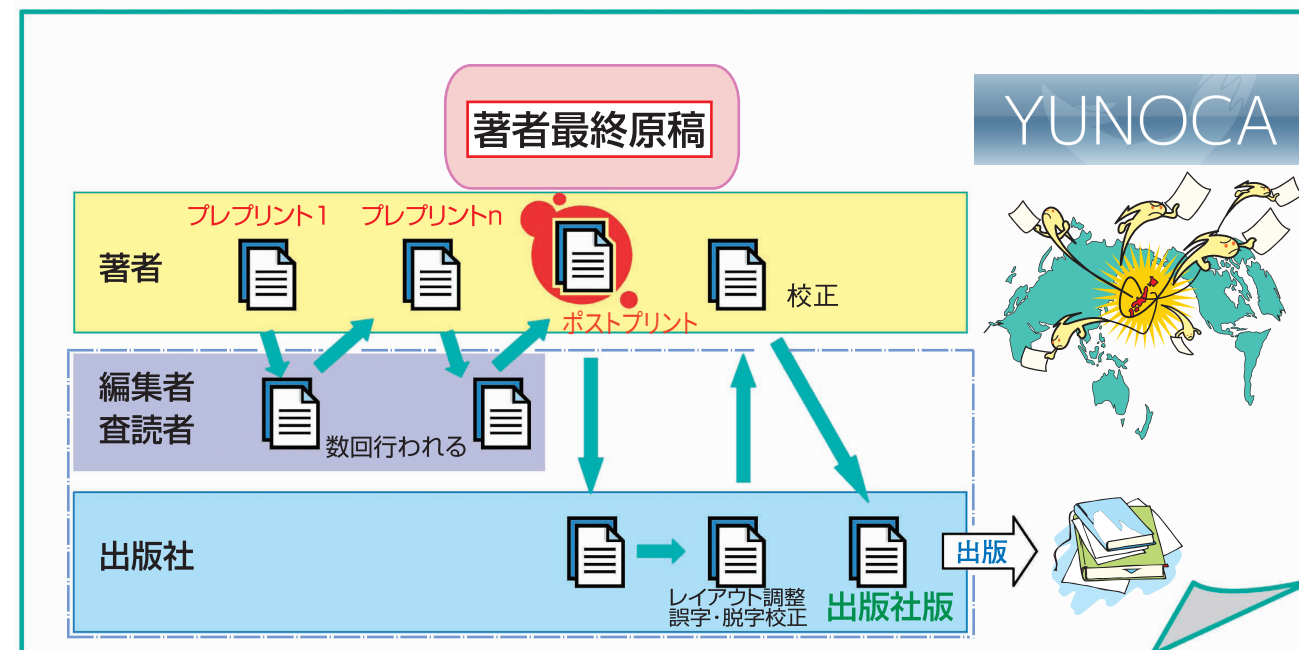 著者最終原稿
YUNOCA
プレプリント1
プレプリントn
著者
ポストプリント
校正
編集者
査読者
数回行われる
出版社
レイアウト調整
誤字・脱字校正
出版社版
出版